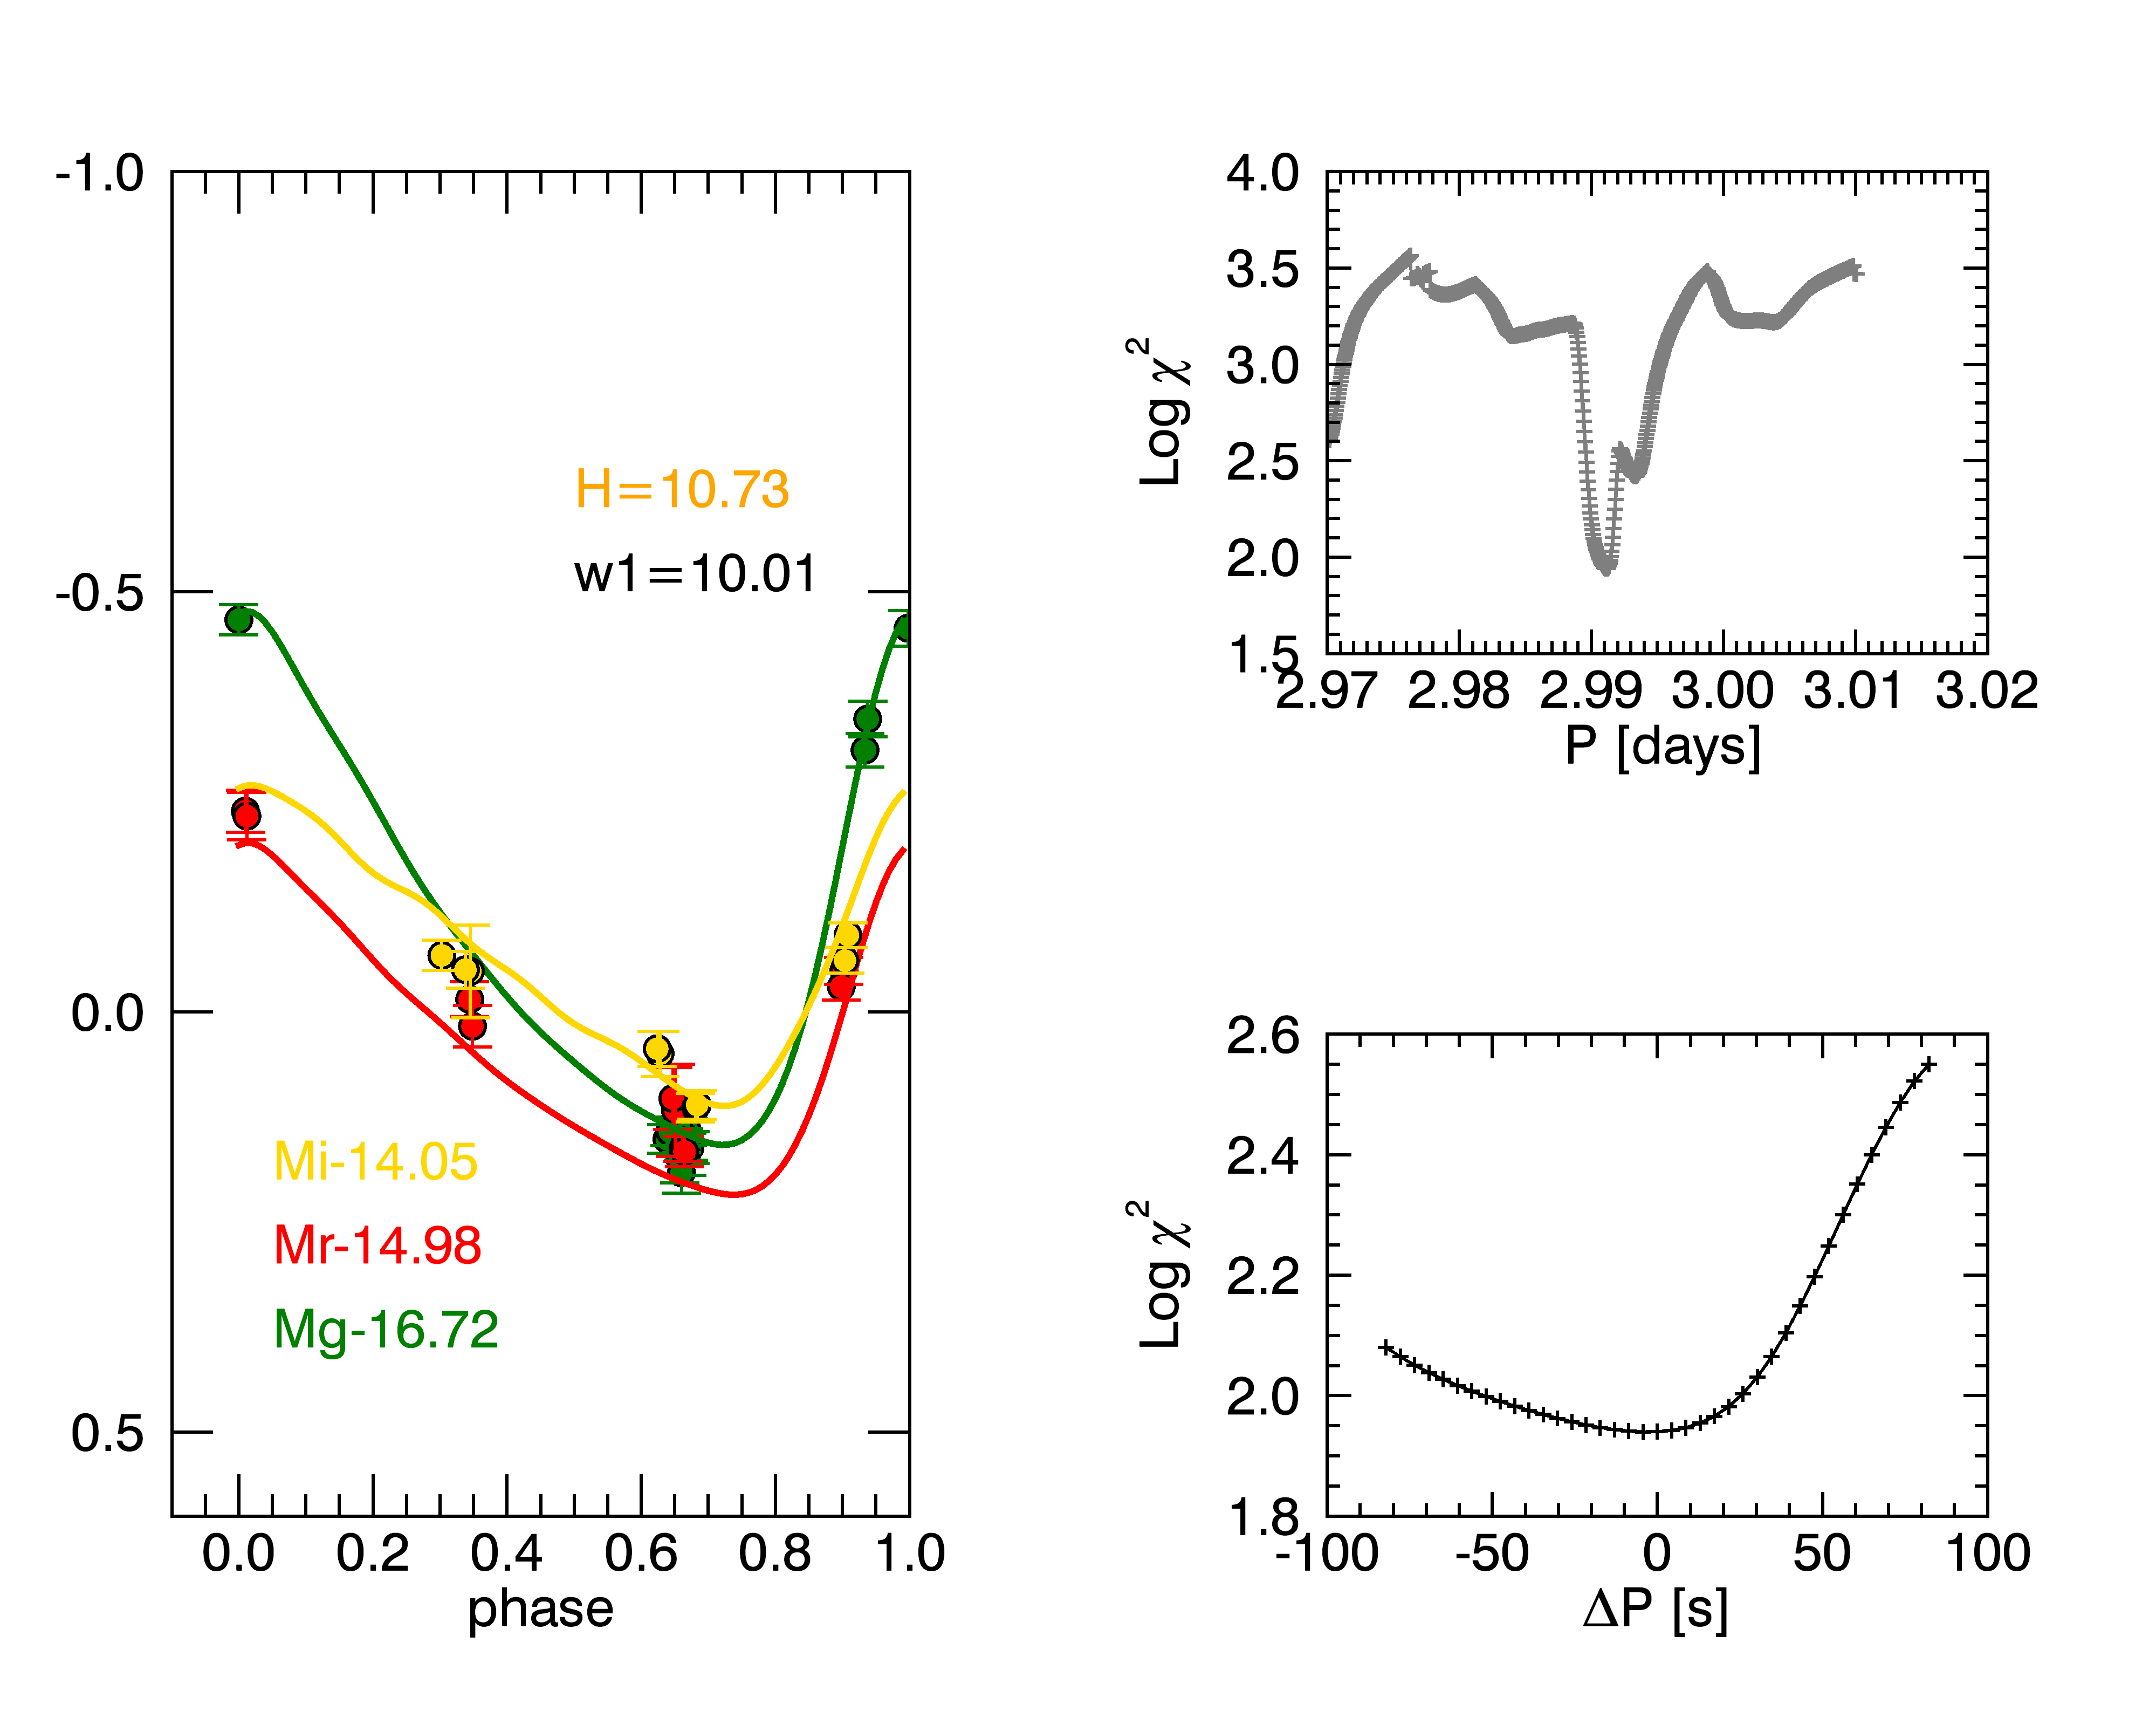 -1.0
-0.5
0.0
0.5
H=10.73
w1=10.01
Mi-14.05
Mr-14.98
Mg-16.72
0.0 0.2 0.4 0.6 0.8 1.0
phase
4.0
3.5
3.0
2.5
2.0
1.5
Log χ²
2.97 2.98 2.99 3.00 3.01 3.02
P [days]
2.6
2.4
2.2
2.0
1.8
Log χ²
-100 -50 0 50 100
ΔP [s]